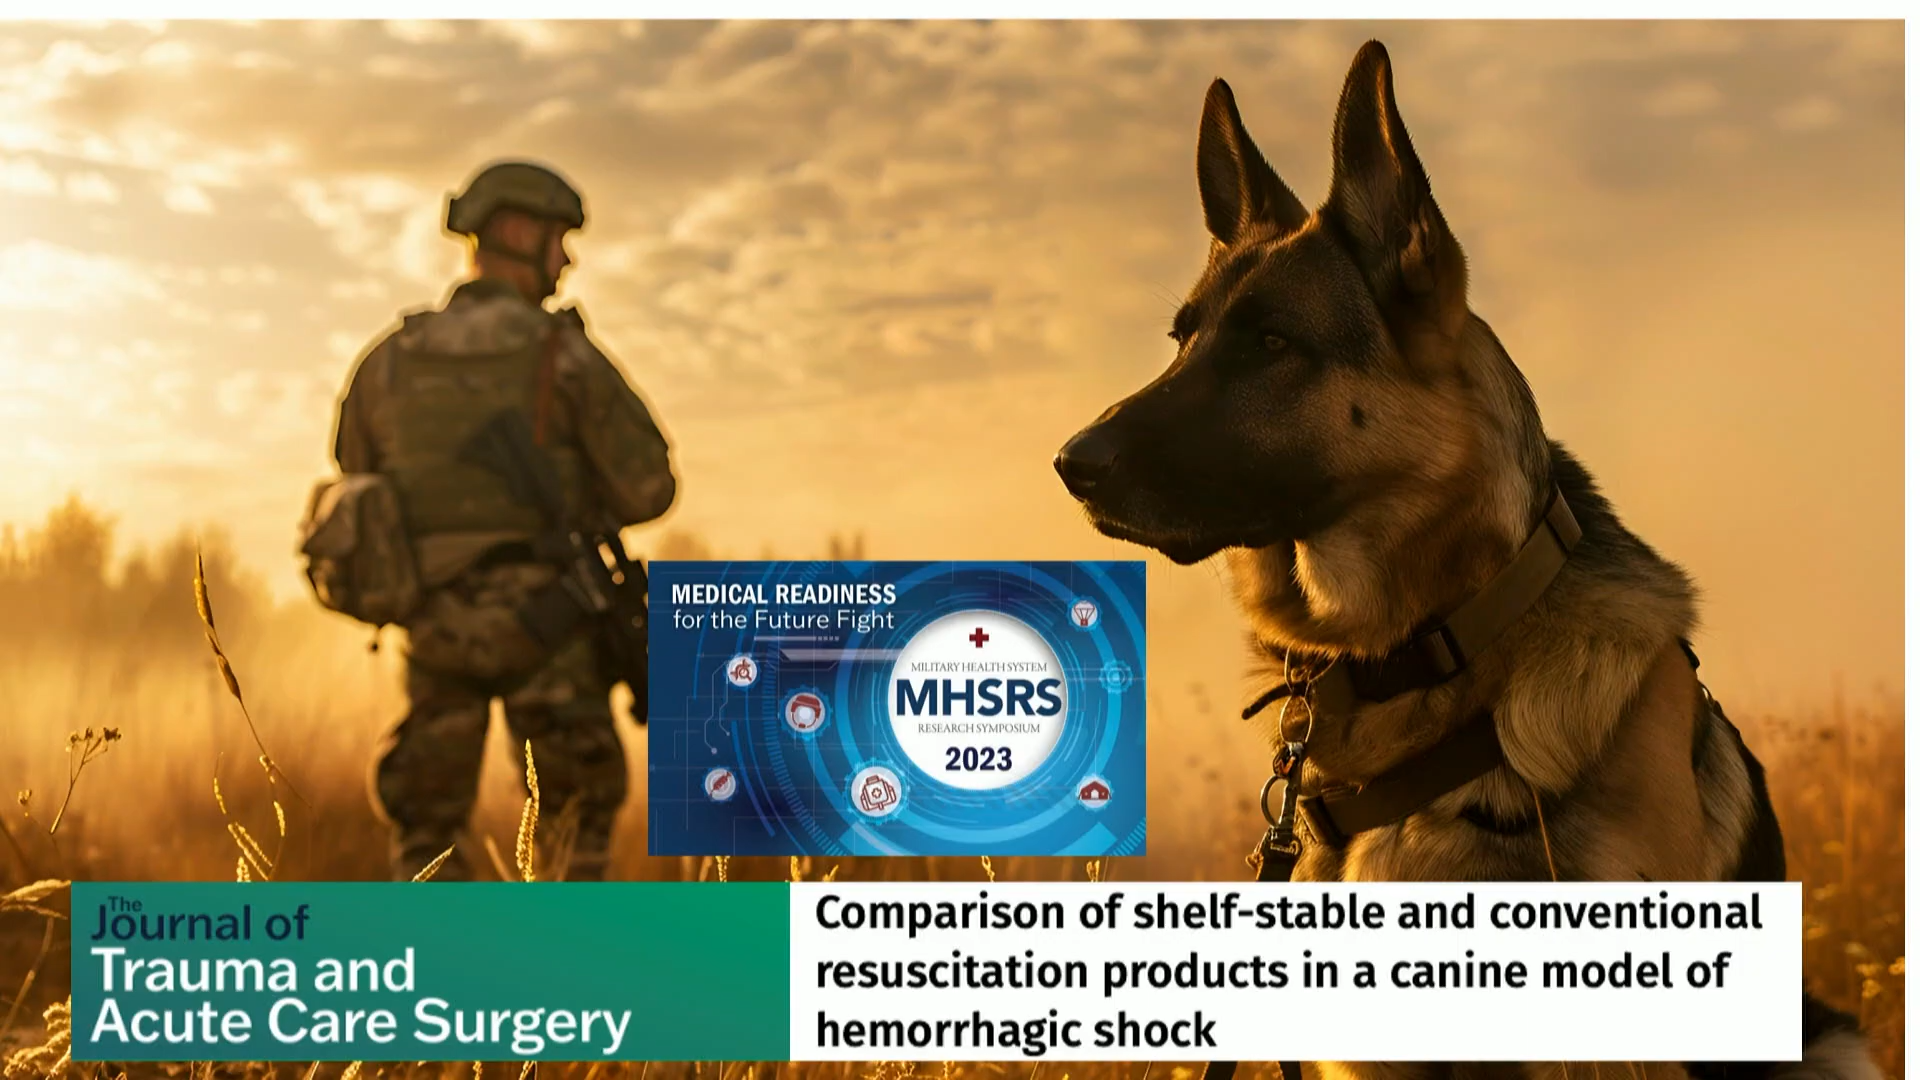 MEDICAL READINESS
for the Future Fight
MILITARY HEALTH SYSTEM
MHSRS
RESEARCH SYMPOSIUM
2023
The
Journal of
Trauma and
Acute Care Surgery
Comparison of shelf-stable and conventional
resuscitation products in a canine model of
hemorrhagic shock